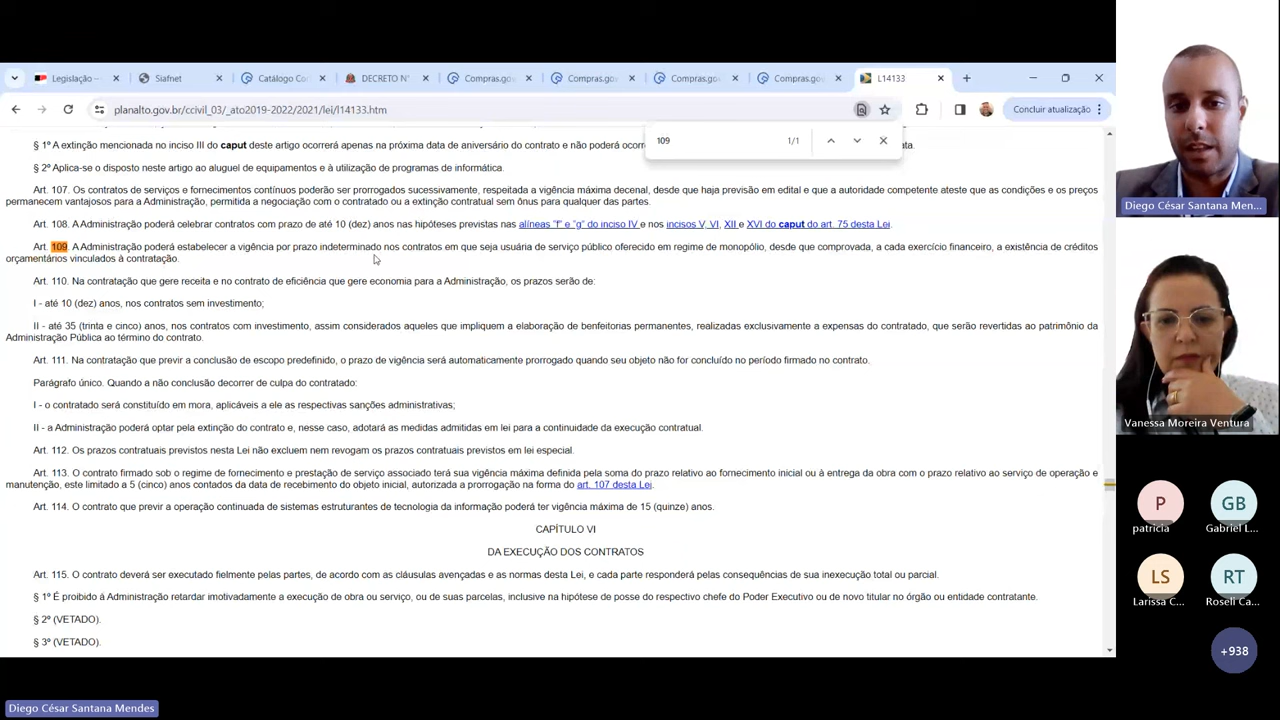 Legislação –
Siafnet
Catálogo Co
DECRETO N°
Compras.go
Compras.go
Compras.go
Compras.go
L14133
planalto.gov.br/ccivil_03/_ato2019-2022/2021/lei/l14133.htm
Concluir atualização
109
1/1
§ 1º A extinção mencionada no inciso III do caput deste artigo ocorrerá apenas na próxima data de aniversário do contrato e não poderá ocorre
ata.
§ 2º Aplica-se o disposto neste artigo ao aluguel de equipamentos e à utilização de programas de informática.
Art. 107. Os contratos de serviços e fornecimentos contínuos poderão ser prorrogados sucessivamente, respeitada a vigência máxima decenal, desde que haja previsão em edital e que a autoridade competente ateste que as condições e os preços
permanecem vantajosos para a Administração, permitida a negociação com o contratado ou a extinção contratual sem ônus para qualquer das partes.
Art. 108. A Administração poderá celebrar contratos com prazo de até 10 (dez) anos nas hipóteses previstas nas alíneas “f” e “g” do inciso IV e nos incisos V, VI, XII e XVI do caput do art. 75 desta Lei.
Art. 109 A Administração poderá estabelecer a vigência por prazo indeterminado nos contratos em que seja usuária de serviço público oferecido em regime de monopólio, desde que comprovada, a cada exercício financeiro, a existência de créditos
orçamentários vinculados à contratação.
Art. 110. Na contratação que gere receita e no contrato de eficiência que gere economia para a Administração, os prazos serão de:
I - até 10 (dez) anos, nos contratos sem investimento;
II - até 35 (trinta e cinco) anos, nos contratos com investimento, assim considerados aqueles que impliquem a elaboração de benfeitorias permanentes, realizadas exclusivamente a expensas do contratado, que serão revertidas ao patrimônio da
Administração Pública ao término do contrato.
Art. 111. Na contratação que previr a conclusão de escopo predefinido, o prazo de vigência será automaticamente prorrogado quando seu objeto não for concluído no período firmado no contrato.
Parágrafo único. Quando a não conclusão decorrer de culpa do contratado:
I - o contratado será constituído em mora, aplicáveis a ele as respectivas sanções administrativas;
II - a Administração poderá optar pela extinção do contrato e, nesse caso, adotará as medidas admitidas em lei para a continuidade da execução contratual.
Art. 112. Os prazos contratuais previstos nesta Lei não excluem nem revogam os prazos contratuais previstos em lei especial.
Art. 113. O contrato firmado sob o regime de fornecimento e prestação de serviço associado terá sua vigência máxima definida pela soma do prazo relativo ao fornecimento inicial ou à entrega da obra com o prazo relativo ao serviço de operação e
manutenção, este limitado a 5 (cinco) anos contados da data de recebimento do objeto inicial, autorizada a prorrogação na forma do art. 107 desta Lei.
Art. 114. O contrato que previr a operação continuada de sistemas estruturantes de tecnologia da informação poderá ter vigência máxima de 15 (quinze) anos.
CAPÍTULO VI
DA EXECUÇÃO DOS CONTRATOS
Art. 115. O contrato deverá ser executado fielmente pelas partes, de acordo com as cláusulas avençadas e as normas desta Lei, e cada parte responderá pelas consequências de sua inexecução total ou parcial.
§ 1º É proibido à Administração retardar imotivadamente a execução de obra ou serviço, ou de suas parcelas, inclusive na hipótese de posse do respectivo chefe do Poder Executivo ou de novo titular no órgão ou entidade contratante.
§ 2º (VETADO).
§ 3º (VETADO).
Diego César Santana Men...
Vanessa Moreira Ventura
P
GB
patricia
Gabriel L...
LS
RT
Larissa C...
Roseli Ca...
+938
Diego César Santana Mendes